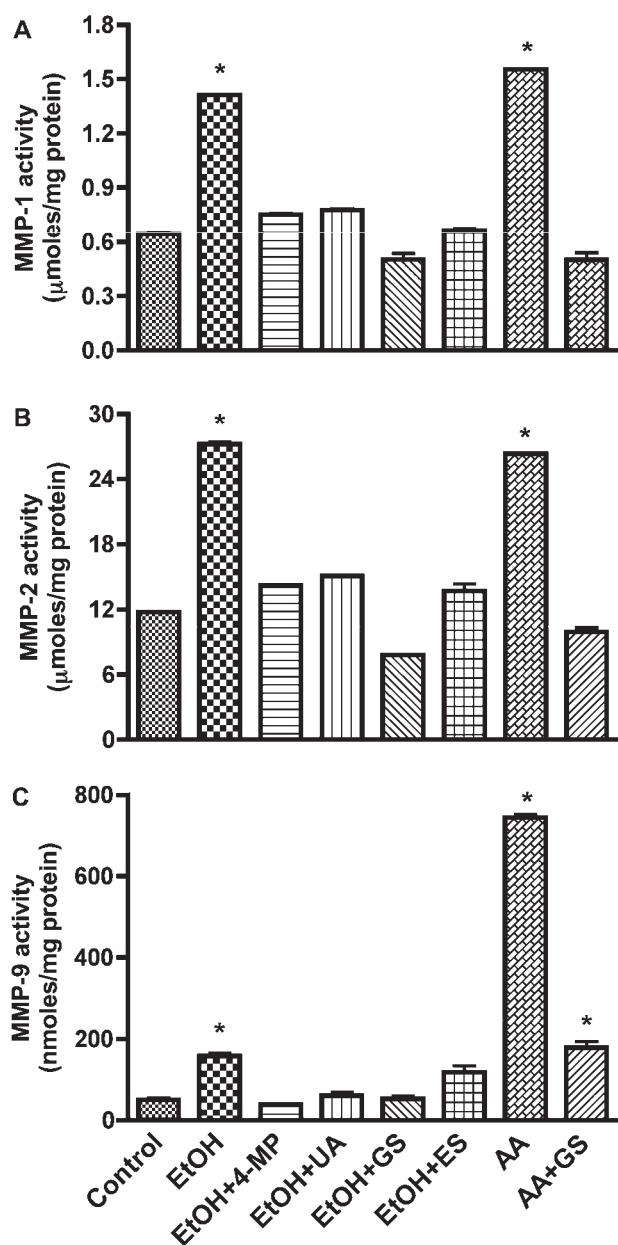 A
MMP-1 activity
(μmoles/mg protein)
1.8
1.5
1.2
0.9
0.6
0.3
0.0
*
*
B
MMP-2 activity
(μmoles/mg protein)
30
24
18
12
6
0
*
*
C
MMP-9 activity
(nmoles/mg protein)
800
600
400
200
0
*
*
*
Control
EtOH
EtOH+4-MP
EtOH+UA
EtOH+GS
EtOH+ES
AA
AA+GS